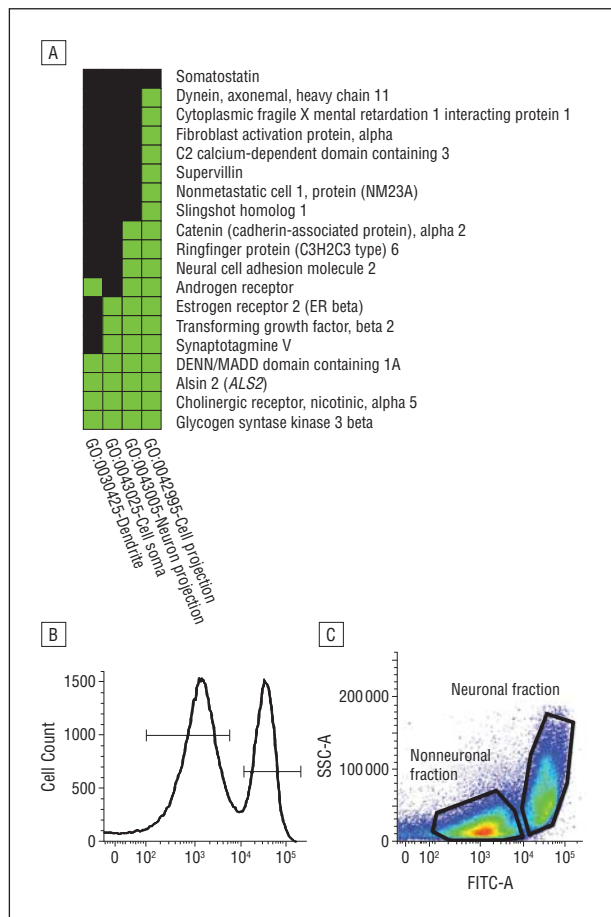 A
Somatostatin
Dynein, axonemal, heavy chain 11
Cytoplasmic fragile X mental retardation 1 interacting protein 1
Fibroblast activation protein, alpha
C2 calcium-dependent domain containing 3
Supervillin
Nonmetastatic cell 1, protein (NM23A)
Slingshot homolog 1
Catenin (cadherin-associated protein), alpha 2
Ringfinger protein (C3H2C3 type) 6
Neural cell adhesion molecule 2
Androgen receptor
Estrogen receptor 2 (ER beta)
Transforming growth factor, beta 2
Synaptotagmine V
DENN/MADD domain containing 1A
Alsin 2 (ALS2)
Cholinergic receptor, nicotinic, alpha 5
Glycogen syntase kinase 3 beta
GO:0030425-Dendrite
GO:0043025-Cell soma
GO:0043005-Neuron projection
GO:0042995-Cell projection
B
Cell Count
1500
1000
500
0
0 10² 10³ 10⁴ 10⁵
C
SSC-A
200 000
100 000
0
Neuronal fraction
Nonneuronal
fraction
0 10² 10³ 10⁴ 10⁵
FITC-A